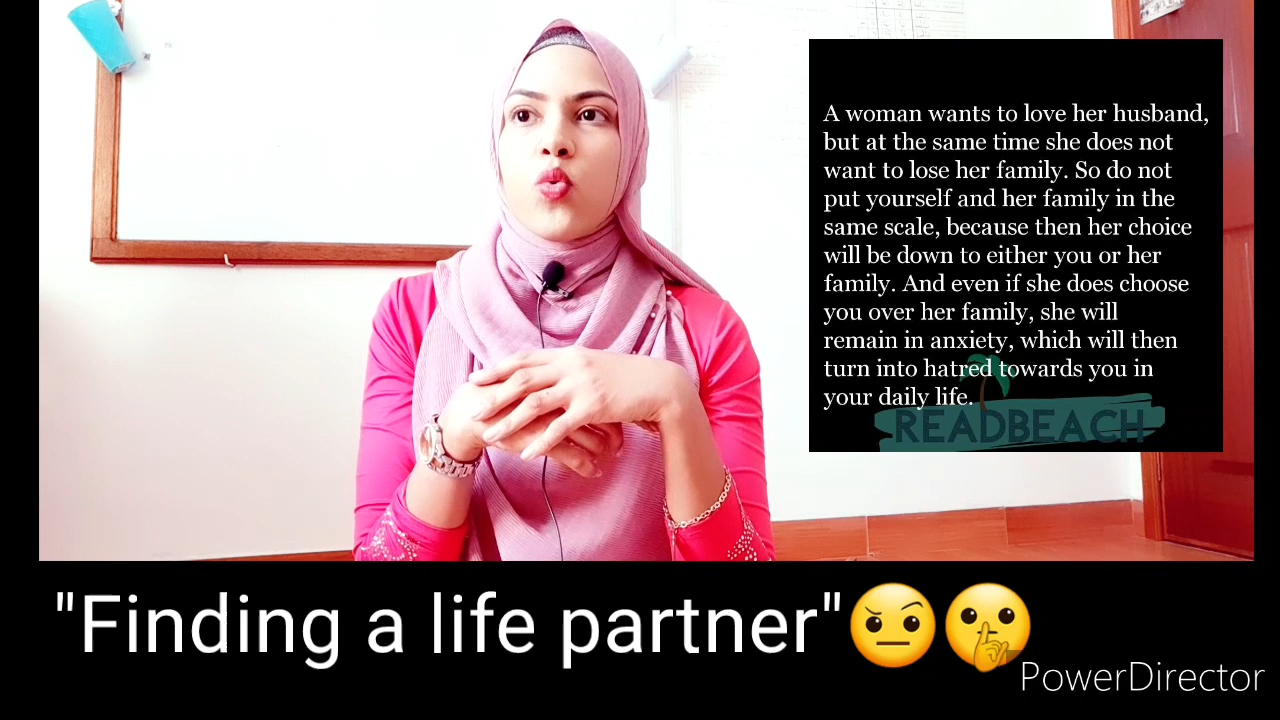 A woman wants to love her husband,
but at the same time she does not
want to lose her family. So do not
put yourself and her family in the
same scale, because then her choice
will be down to either you or her
family. And even if she does choose
you over her family, she will
remain in anxiety, which will then
turn into hatred towards you in
your daily life.
READBEACH
"Finding a life partner"🤨🤫
PowerDirector